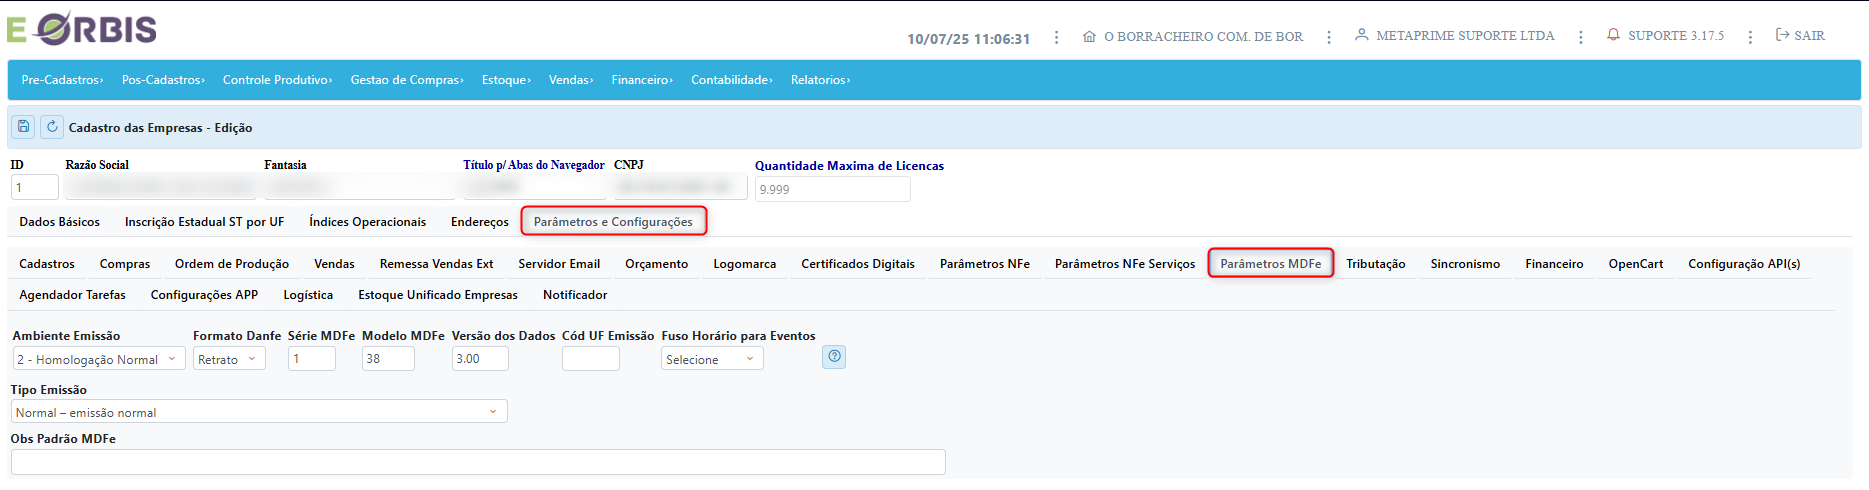 E ORBIS
10/07/25 11:06:31 O BORRACHEIRO COM. DE BOR METAPRIME SUPORTE LTDA SUPORTE 3.17.5 SAIR
Pre-Cadastros› Pos-Cadastros› Controle Produtivo› Gestao de Compras› Estoque› Vendas› Financeiro› Contabilidade› Relatorios›
Cadastro das Empresas - Edição
ID Razão Social Fantasia Título p/ Abas do Navegador CNPJ Quantidade Maxima de Licencas
1 9.999
Dados Básicos Inscrição Estadual ST por UF Índices Operacionais Endereços Parâmetros e Configurações
Cadastros Compras Ordem de Produção Vendas Remessa Vendas Ext Servidor Email Orçamento Logomarca Certificados Digitais Parâmetros NFe Parâmetros NFe Serviços Parâmetros MDFe Tributação Sincronismo Financeiro OpenCart Configuração API(s)
Agendador Tarefas Configurações APP Logística Estoque Unificado Empresas Notificador
Ambiente Emissão Formato Danfe Série MDFe Modelo MDFe Versão dos Dados Cód UF Emissão Fuso Horário para Eventos
2 - Homologação Normal Retrato 1 38 3.00 Selecione
Tipo Emissão
Normal – emissão normal
Obs Padrão MDFe